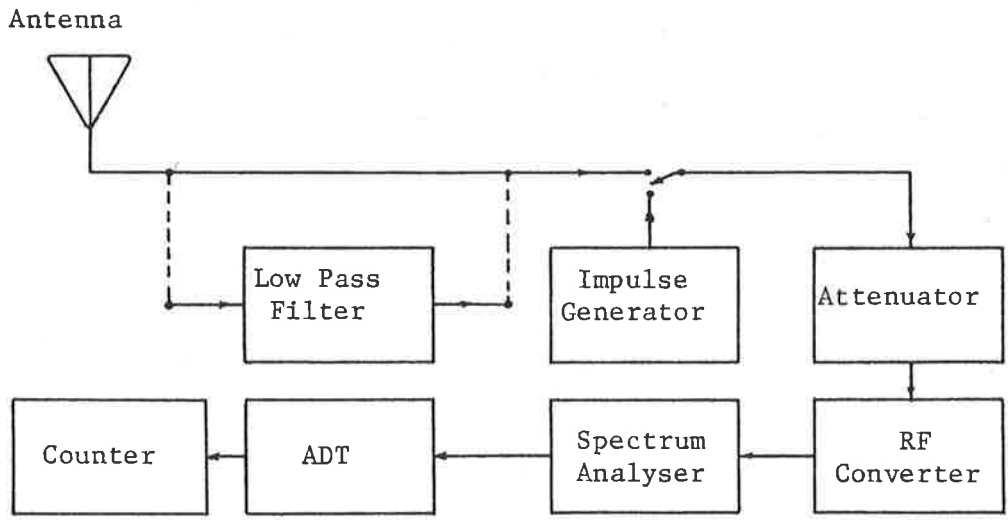 Antenna
Low Pass
Filter
Impulse
Generator
Attenuator
Counter
ADT
Spectrum
Analyser
RF
Converter